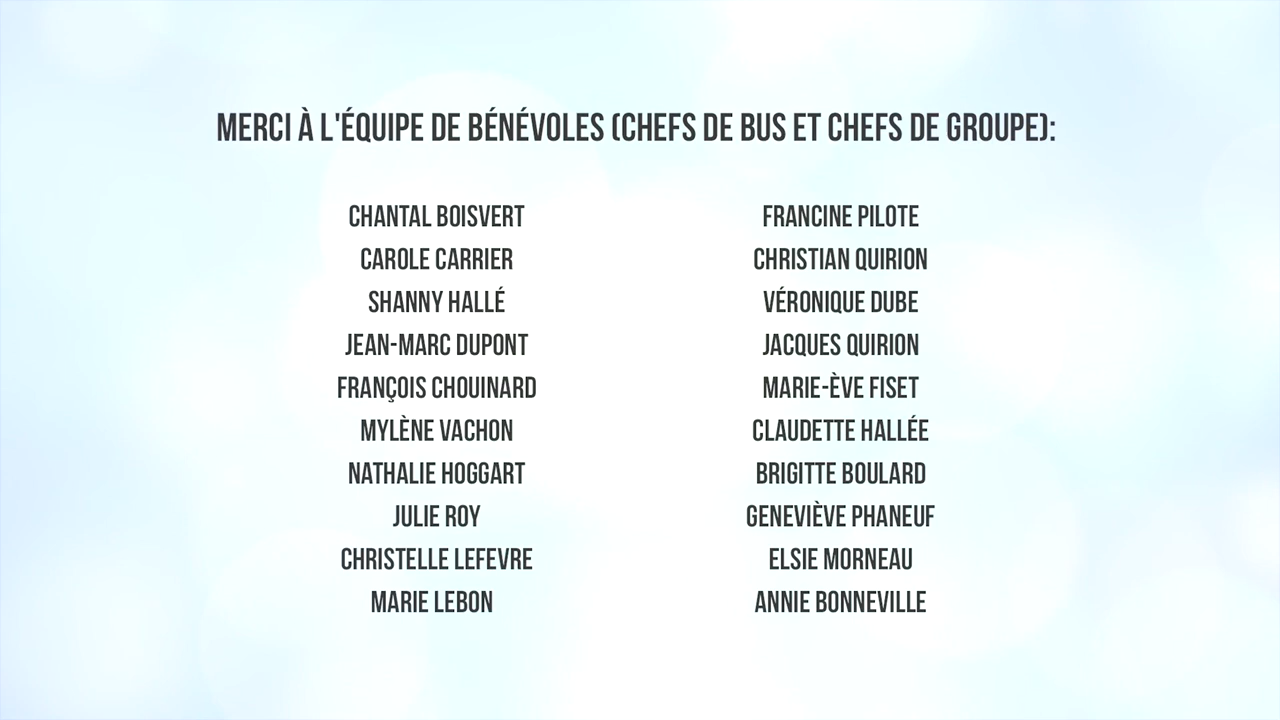 MERCI À L'ÉQUIPE DE BÉNÉVOLES (CHEFS DE BUS ET CHEFS DE GROUPE):
CHANTAL BOISVERT
CAROLE CARRIER
SHANNY HALLÉ
JEAN-MARC DUPONT
FRANÇOIS CHOUINARD
MYLÈNE VACHON
NATHALIE HOGGART
JULIE ROY
CHRISTELLE LEFEVRE
MARIE LEBON
FRANCINE PILOTE
CHRISTIAN QUIRION
VÉRONIQUE DUBE
JACQUES QUIRION
MARIE-ÈVE FISET
CLAUDETTE HALLÉE
BRIGITTE BOULARD
GENEVIÈVE PHANEUF
ELSIE MORNEAU
ANNIE BONNEVILLE